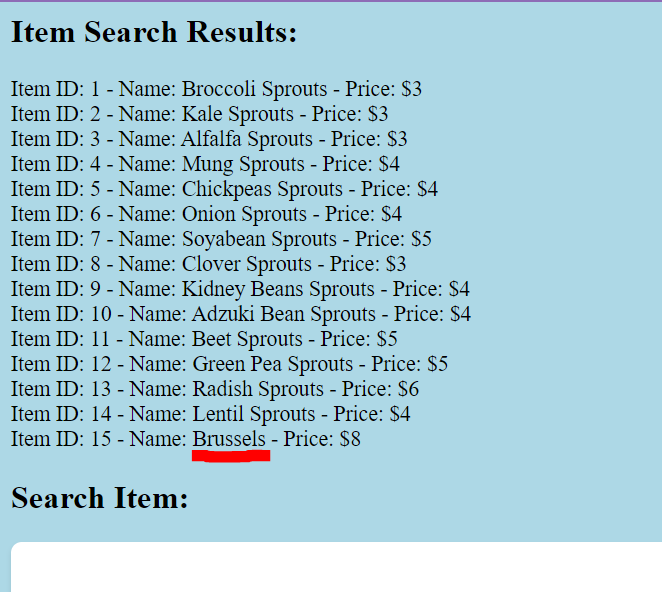 Item Search Results:
Item ID: 1 - Name: Broccoli Sprouts - Price: $3
Item ID: 2 - Name: Kale Sprouts - Price: $3
Item ID: 3 - Name: Alfalfa Sprouts - Price: $3
Item ID: 4 - Name: Mung Sprouts - Price: $4
Item ID: 5 - Name: Chickpeas Sprouts - Price: $4
Item ID: 6 - Name: Onion Sprouts - Price: $4
Item ID: 7 - Name: Soyabean Sprouts - Price: $5
Item ID: 8 - Name: Clover Sprouts - Price: $3
Item ID: 9 - Name: Kidney Beans Sprouts - Price: $4
Item ID: 10 - Name: Adzuki Bean Sprouts - Price: $4
Item ID: 11 - Name: Beet Sprouts - Price: $5
Item ID: 12 - Name: Green Pea Sprouts - Price: $5
Item ID: 13 - Name: Radish Sprouts - Price: $6
Item ID: 14 - Name: Lentil Sprouts - Price: $4
Item ID: 15 - Name: Brussels - Price: $8
Search Item: